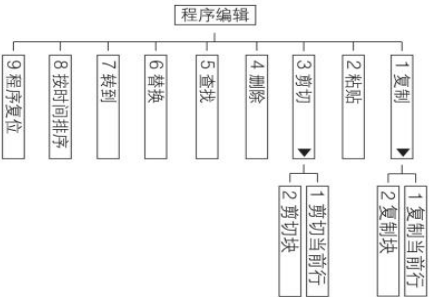 程序编辑
1 复制
2 粘贴
3 剪切
4 删除
5 查找
6 替换
7 转到
8 按时间排序
9 程序复位
1 复制当前行
2 复制块
1 剪切当前行
2 剪切块